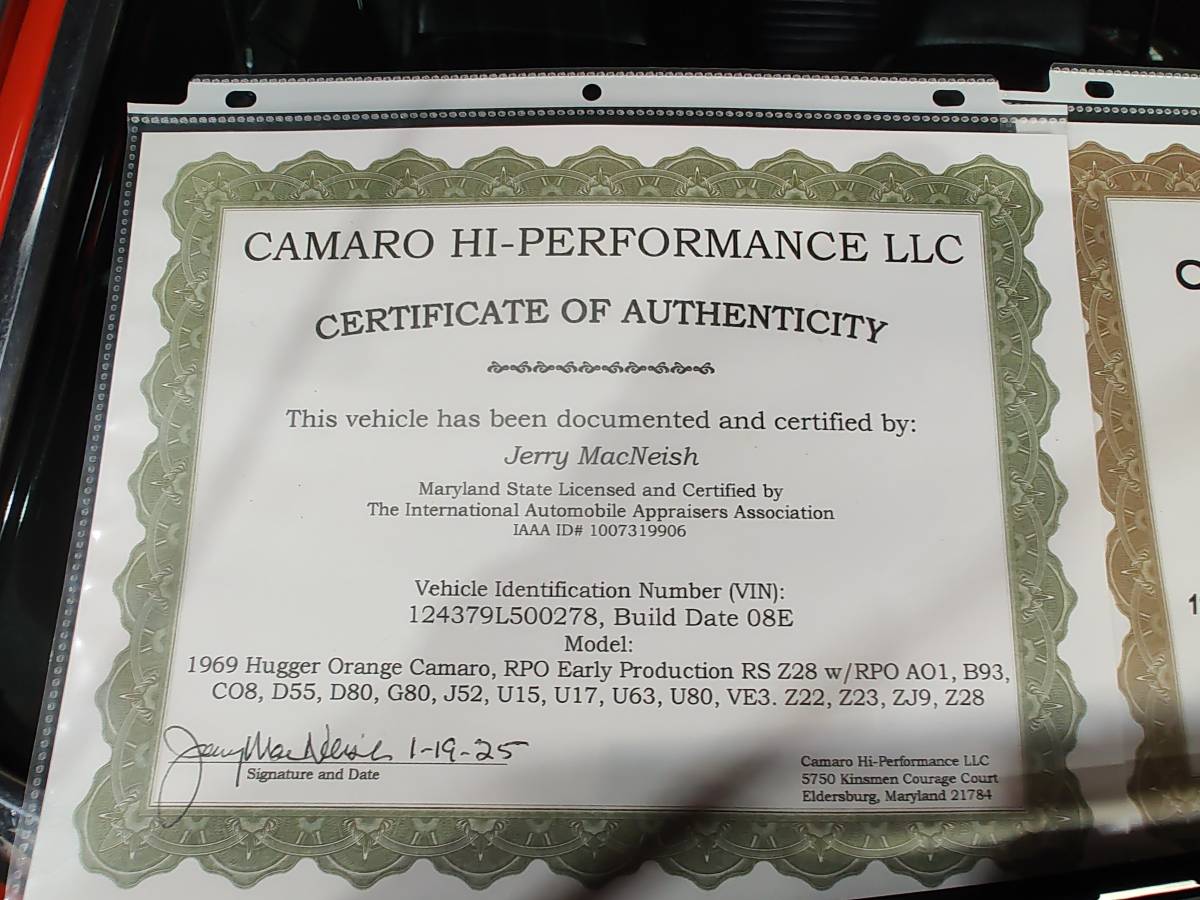 CAMARO HI-PERFORMANCE LLC
CERTIFICATE OF AUTHENTICITY
This vehicle has been documented and certified by:
Jerry MacNeish
Maryland State Licensed and Certified by
The International Automobile Appraisers Association
IAAA ID# 1007319906
Vehicle Identification Number (VIN):
124379L500278, Build Date 08E
Model:
1969 Hugger Orange Camaro, RPO Early Production RS Z28 w/RPO AO1, B93,
CO8, D55, D80, G80, J52, U15, U17, U63, U80, VE3. Z22, Z23, ZJ9, Z28
Jerry MacNeish 1-19-25
Signature and Date
Camaro Hi-Performance LLC
5750 Kinsmen Courage Court
Eldersburg, Maryland 21784